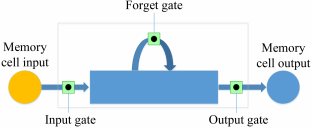 Forget gate
Memory
cell input
Memory
cell output
Input gate
Output gate